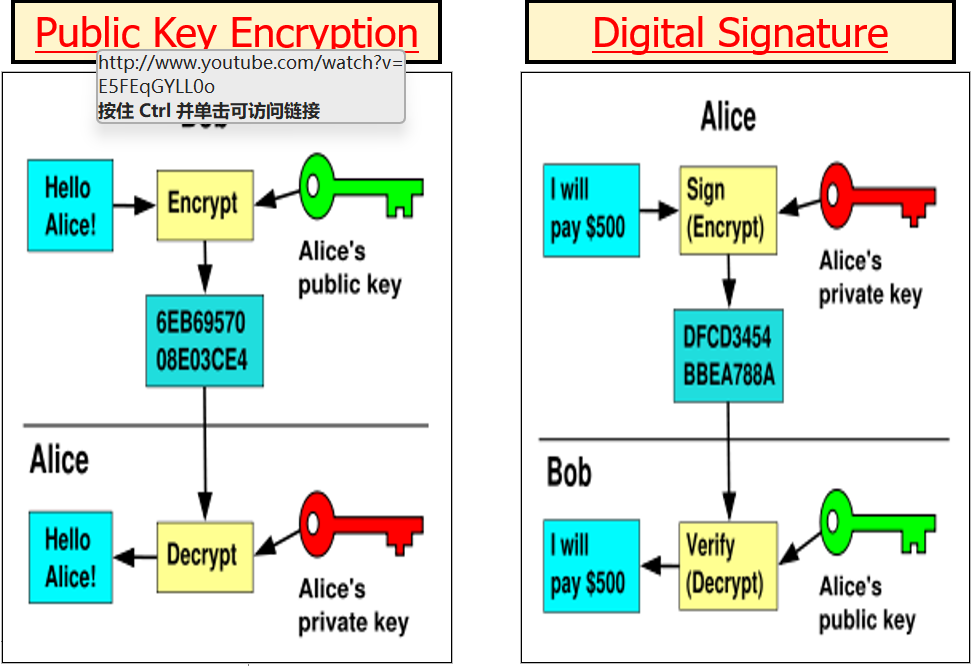 Public Key Encryption
http://www.youtube.com/watch?v=
E5FEqGYLL0o
按住 Ctrl 并单击可访问链接
Bob
Hello
Alice!
Encrypt
Alice's
public key
6EB69570
08E03CE4
Alice
Hello
Alice!
Decrypt
Alice's
private key
Digital Signature
Alice
I will
pay $500
Sign
(Encrypt)
Alice's
private key
DFCD3454
BBEA788A
Bob
I will
pay $500
Verify
(Decrypt)
Alice's
public key